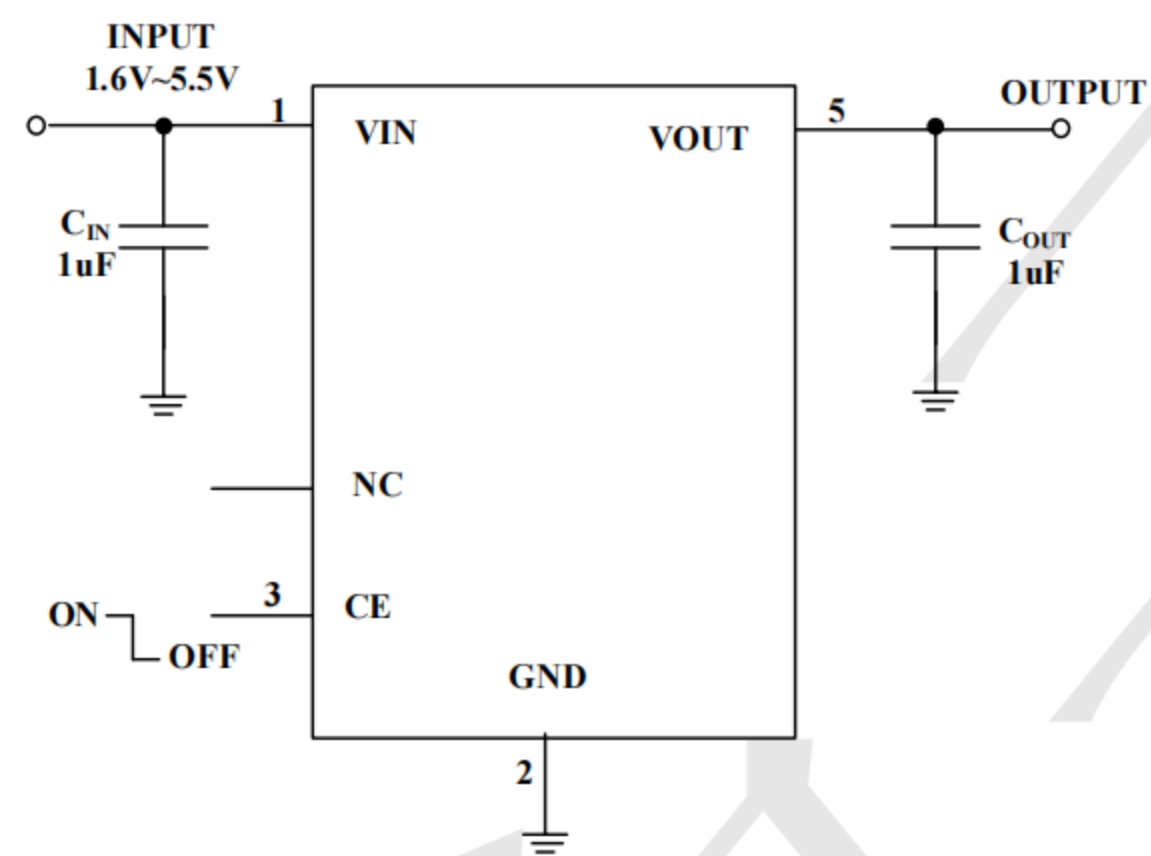 INPUT
1.6V~5.5V
1
VIN
VOUT
5
OUTPUT
CIN
1uF
COUT
1uF
NC
3
CE
ON
OFF
GND
2